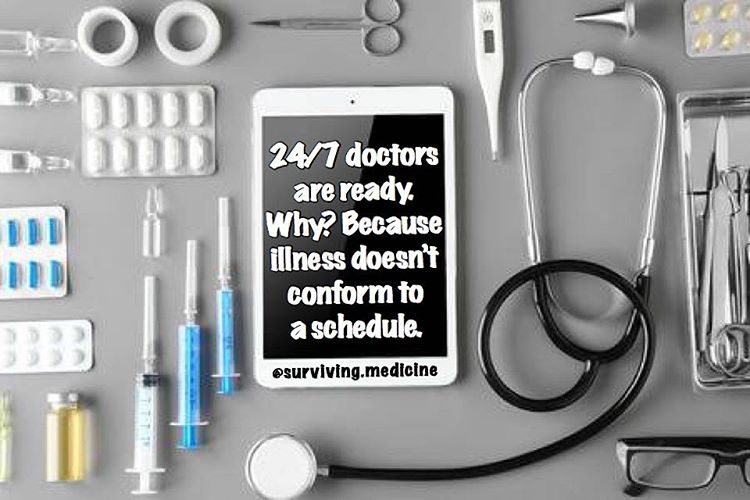 24/7 doctors
are ready.
Why? Because
illness doesn't
conform to
a schedule.
@surviving.medicine